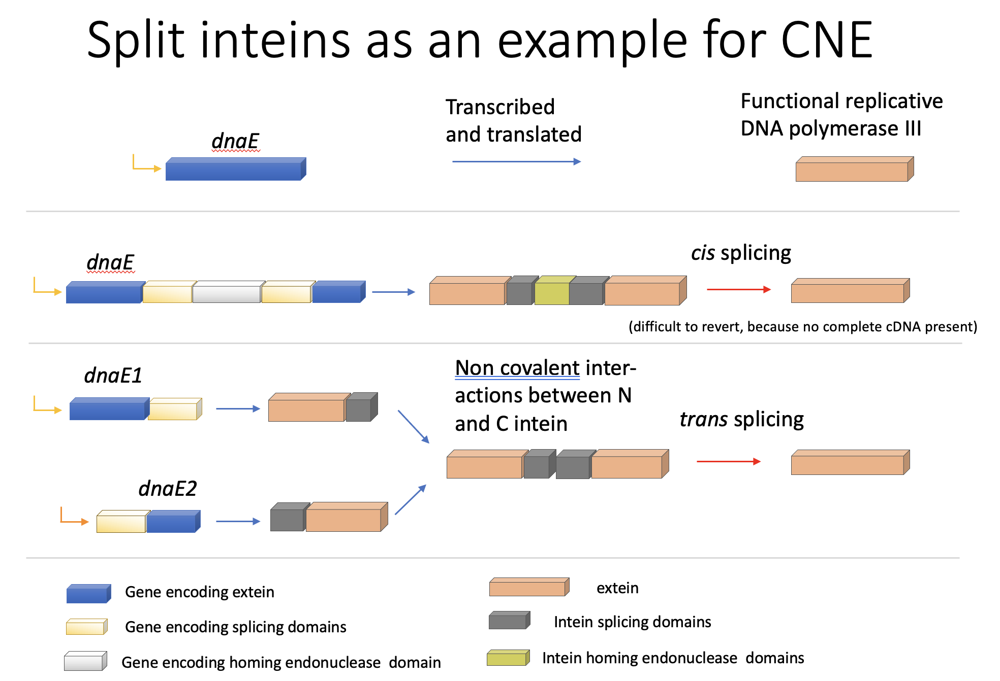 Split inteins as an example for CNE
Transcribed
and translated
Functional replicative
DNA polymerase III
dnaE
dnaE
cis splicing
(difficult to revert, because no complete cDNA present)
dnaE1
Non covalent inter-
actions between N
and C intein
trans splicing
dnaE2
Gene encoding extein
extein
Gene encoding splicing domains
Intein splicing domains
Gene encoding homing endonuclease domain
Intein homing endonuclease domains